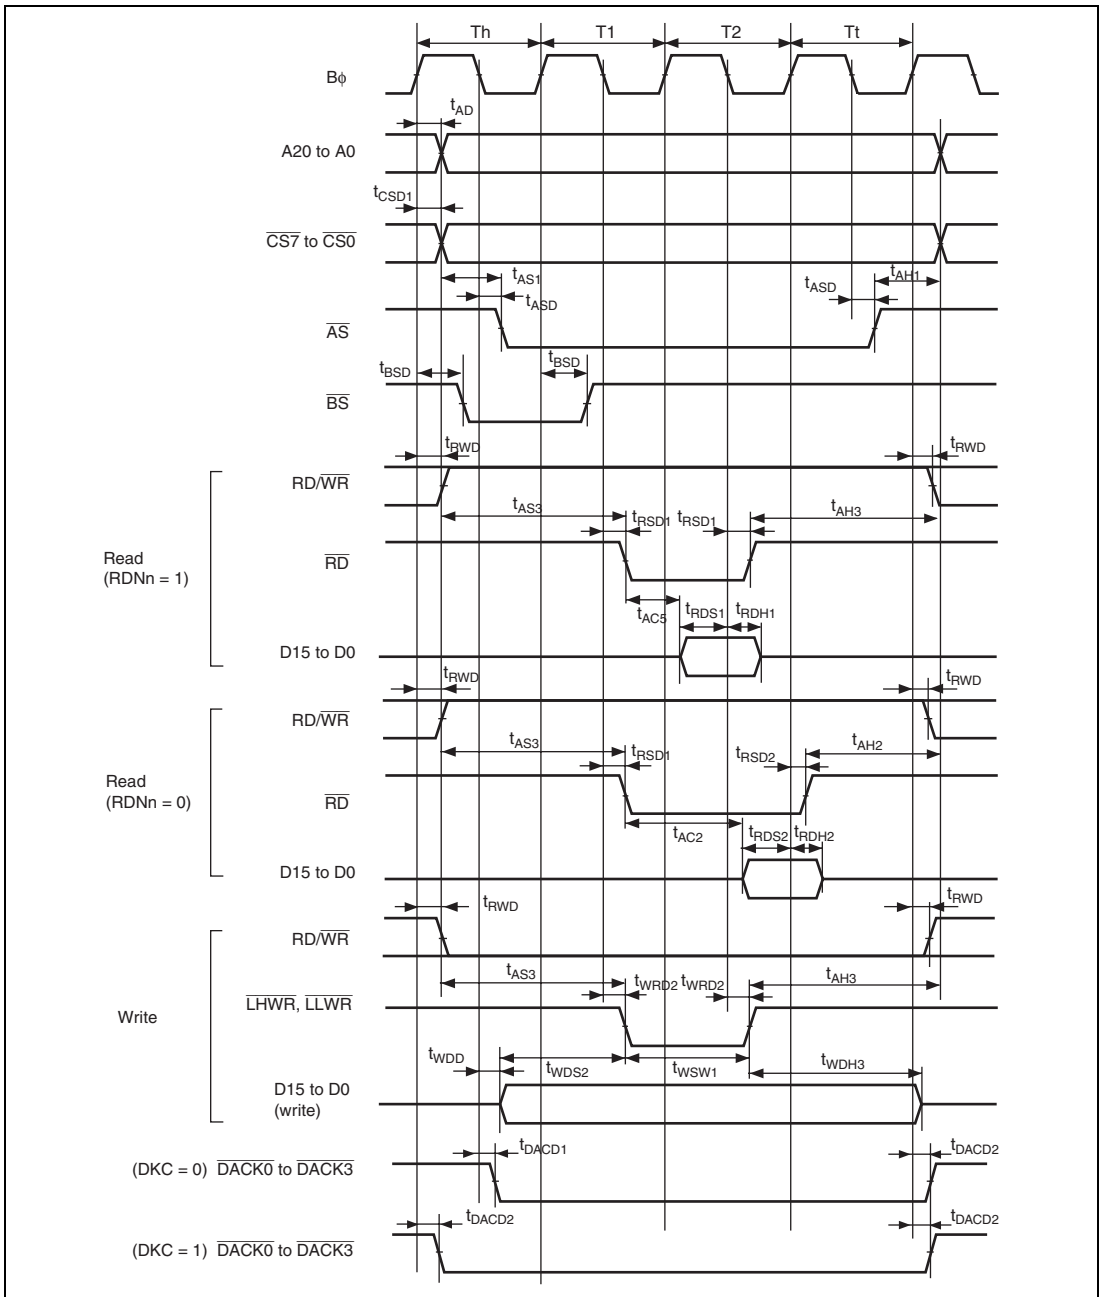 Th T1 T2 Tt
Bϕ
tAD
A20 to A0
tCSD1
CS7 to CS0
tAS1 tAH1
tASD tASD
AS
tBSD tBSD
BS
tRWD tRWD
RD/WR
tAS3 tRSD1 tRSD1 tAH3
Read
(RDNn = 1)
RD
tAC5 tRDS1 tRDH1
D15 to D0
tRWD tRWD
RD/WR
tAS3 tRSD1 tRSD2 tAH2
Read
(RDNn = 0)
RD
tAC2 tRDS2 tRDH2
D15 to D0
tRWD tRWD
RD/WR
tAS3 tWRD2 tWRD2 tAH3
LHWR, LLWR
Write
tWDD tWDS2 tWSW1 tWDH3
D15 to D0
(write)
tDACD1 tDACD2
(DKC = 0) DACK0 to DACK3
tDACD2 tDACD2
(DKC = 1) DACK0 to DACK3